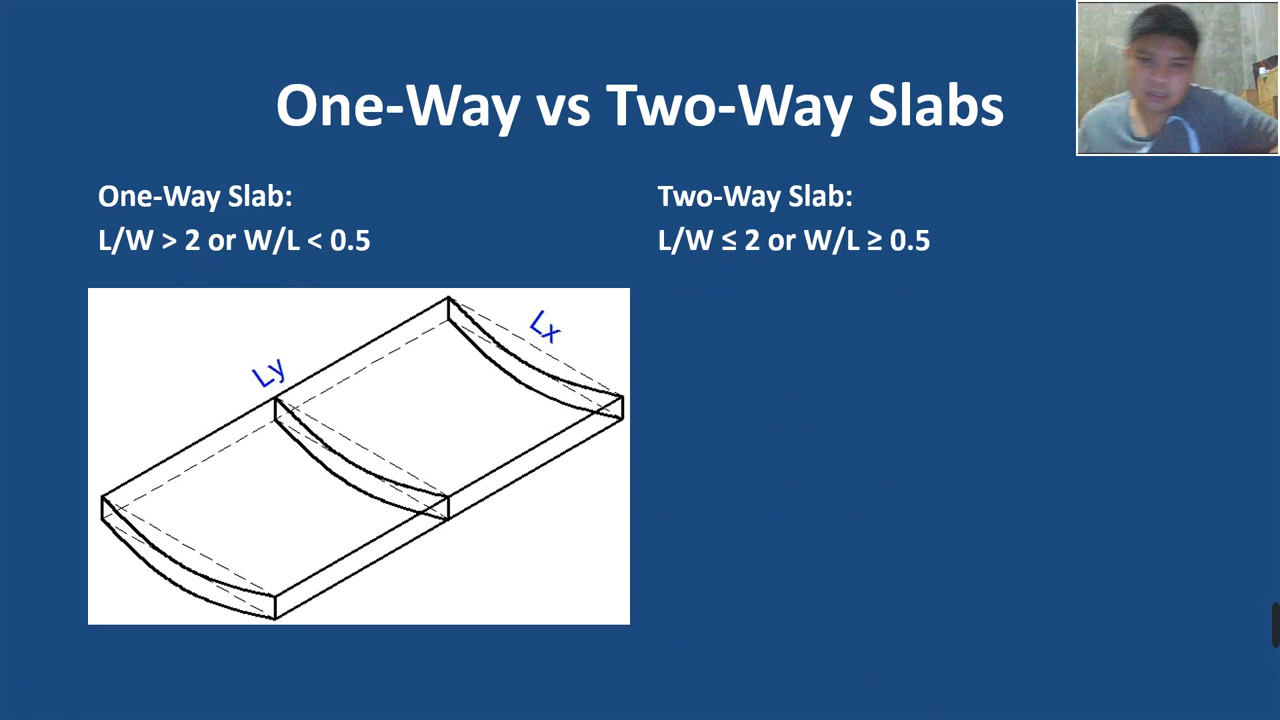 One-Way vs Two-Way Slabs
One-Way Slab:
L/W > 2 or W/L < 0.5
Two-Way Slab:
L/W ≤ 2 or W/L ≥ 0.5
Lx
Ly